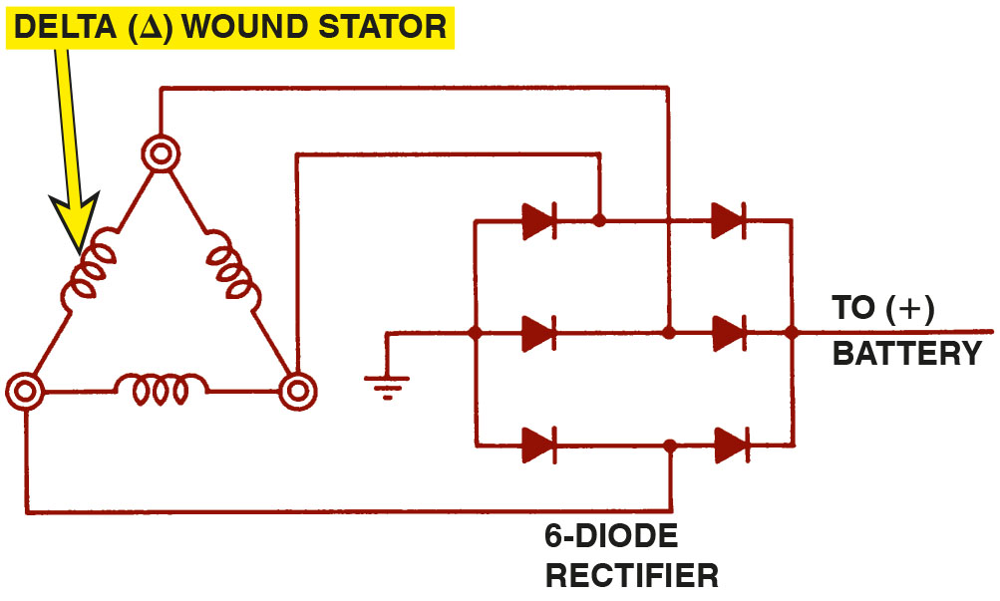 DELTA (Δ) WOUND STATOR
TO (+)
BATTERY
6-DIODE
RECTIFIER